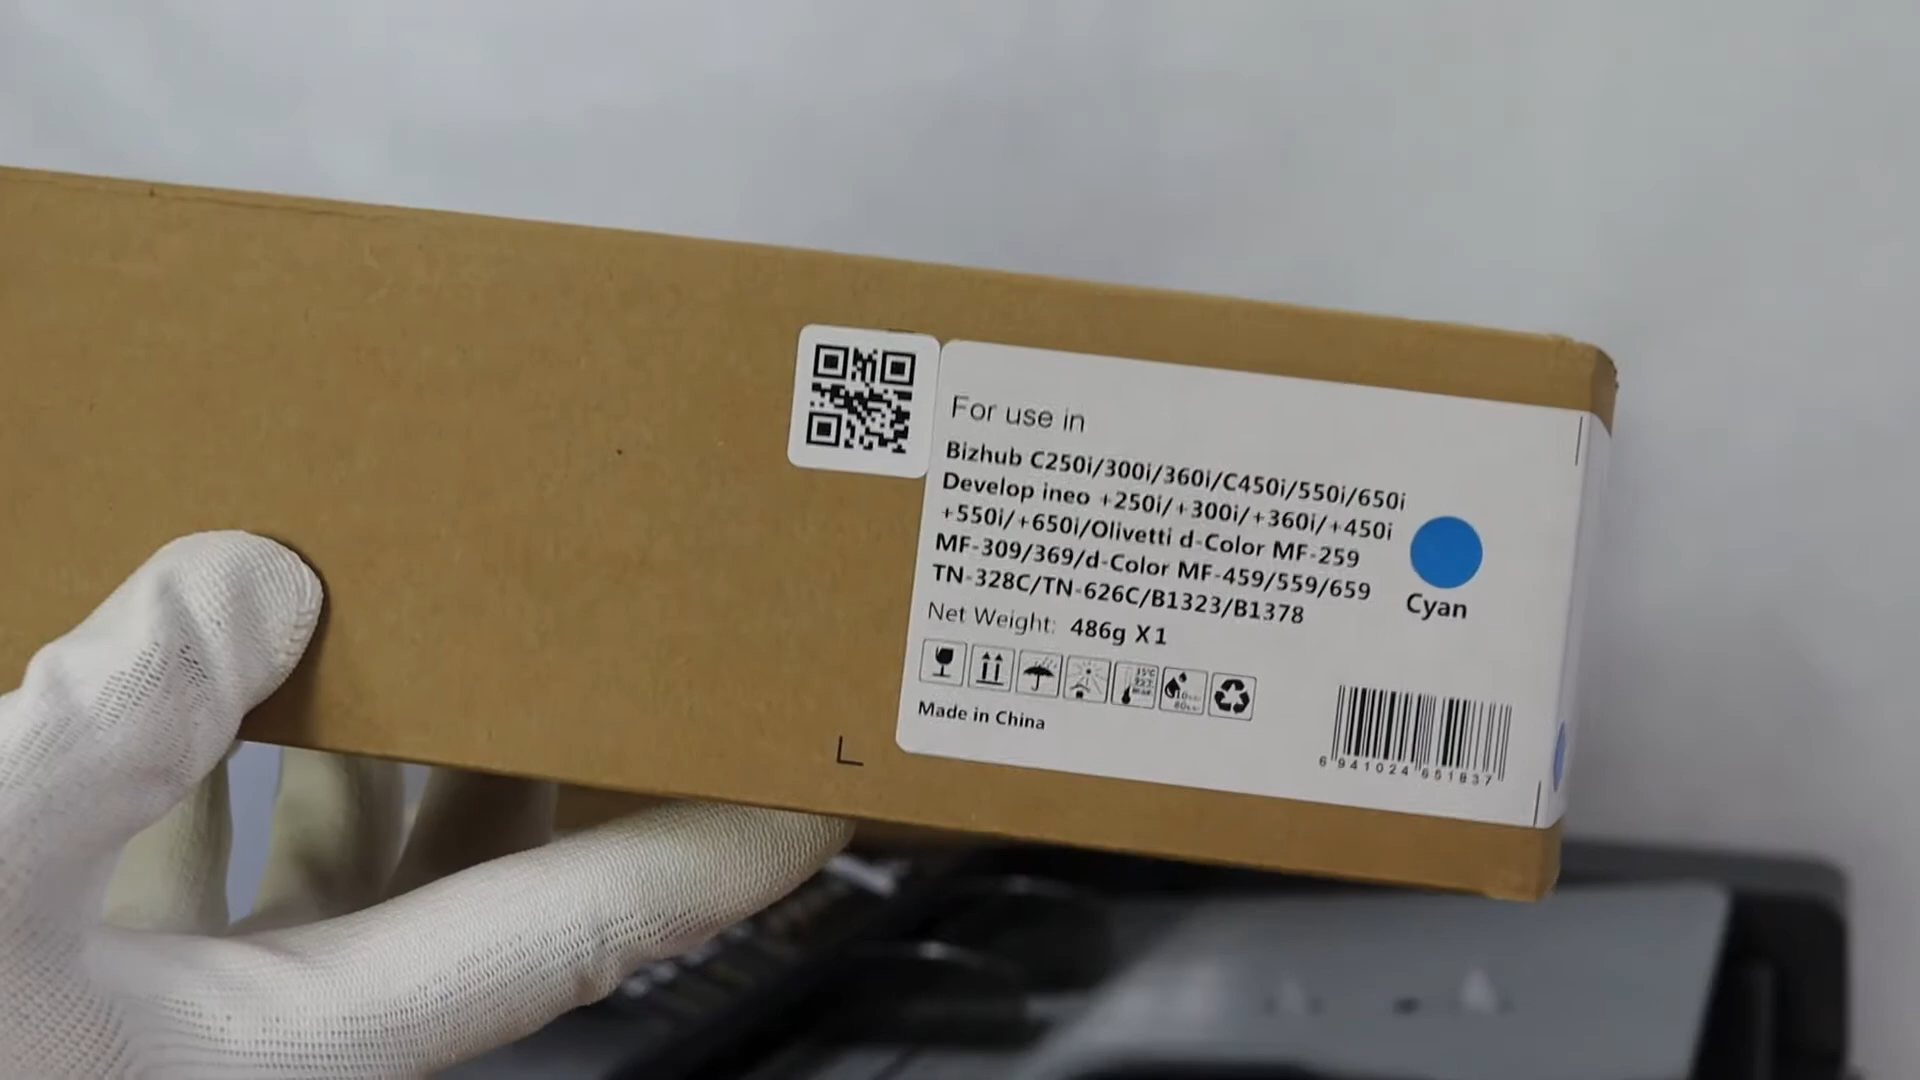 For use in
Bizhub C250i/300i/360i/C450i/550i/650i
Develop ineo +250i/+300i/+360i/+450i
+550i/+650i/Olivetti d-Color MF-259
MF-309/369/d-Color MF-459/559/659
TN-328C/TN-626C/B1323/B1378
Cyan
Net Weight: 486g X1
Made in China
6 941024 651837